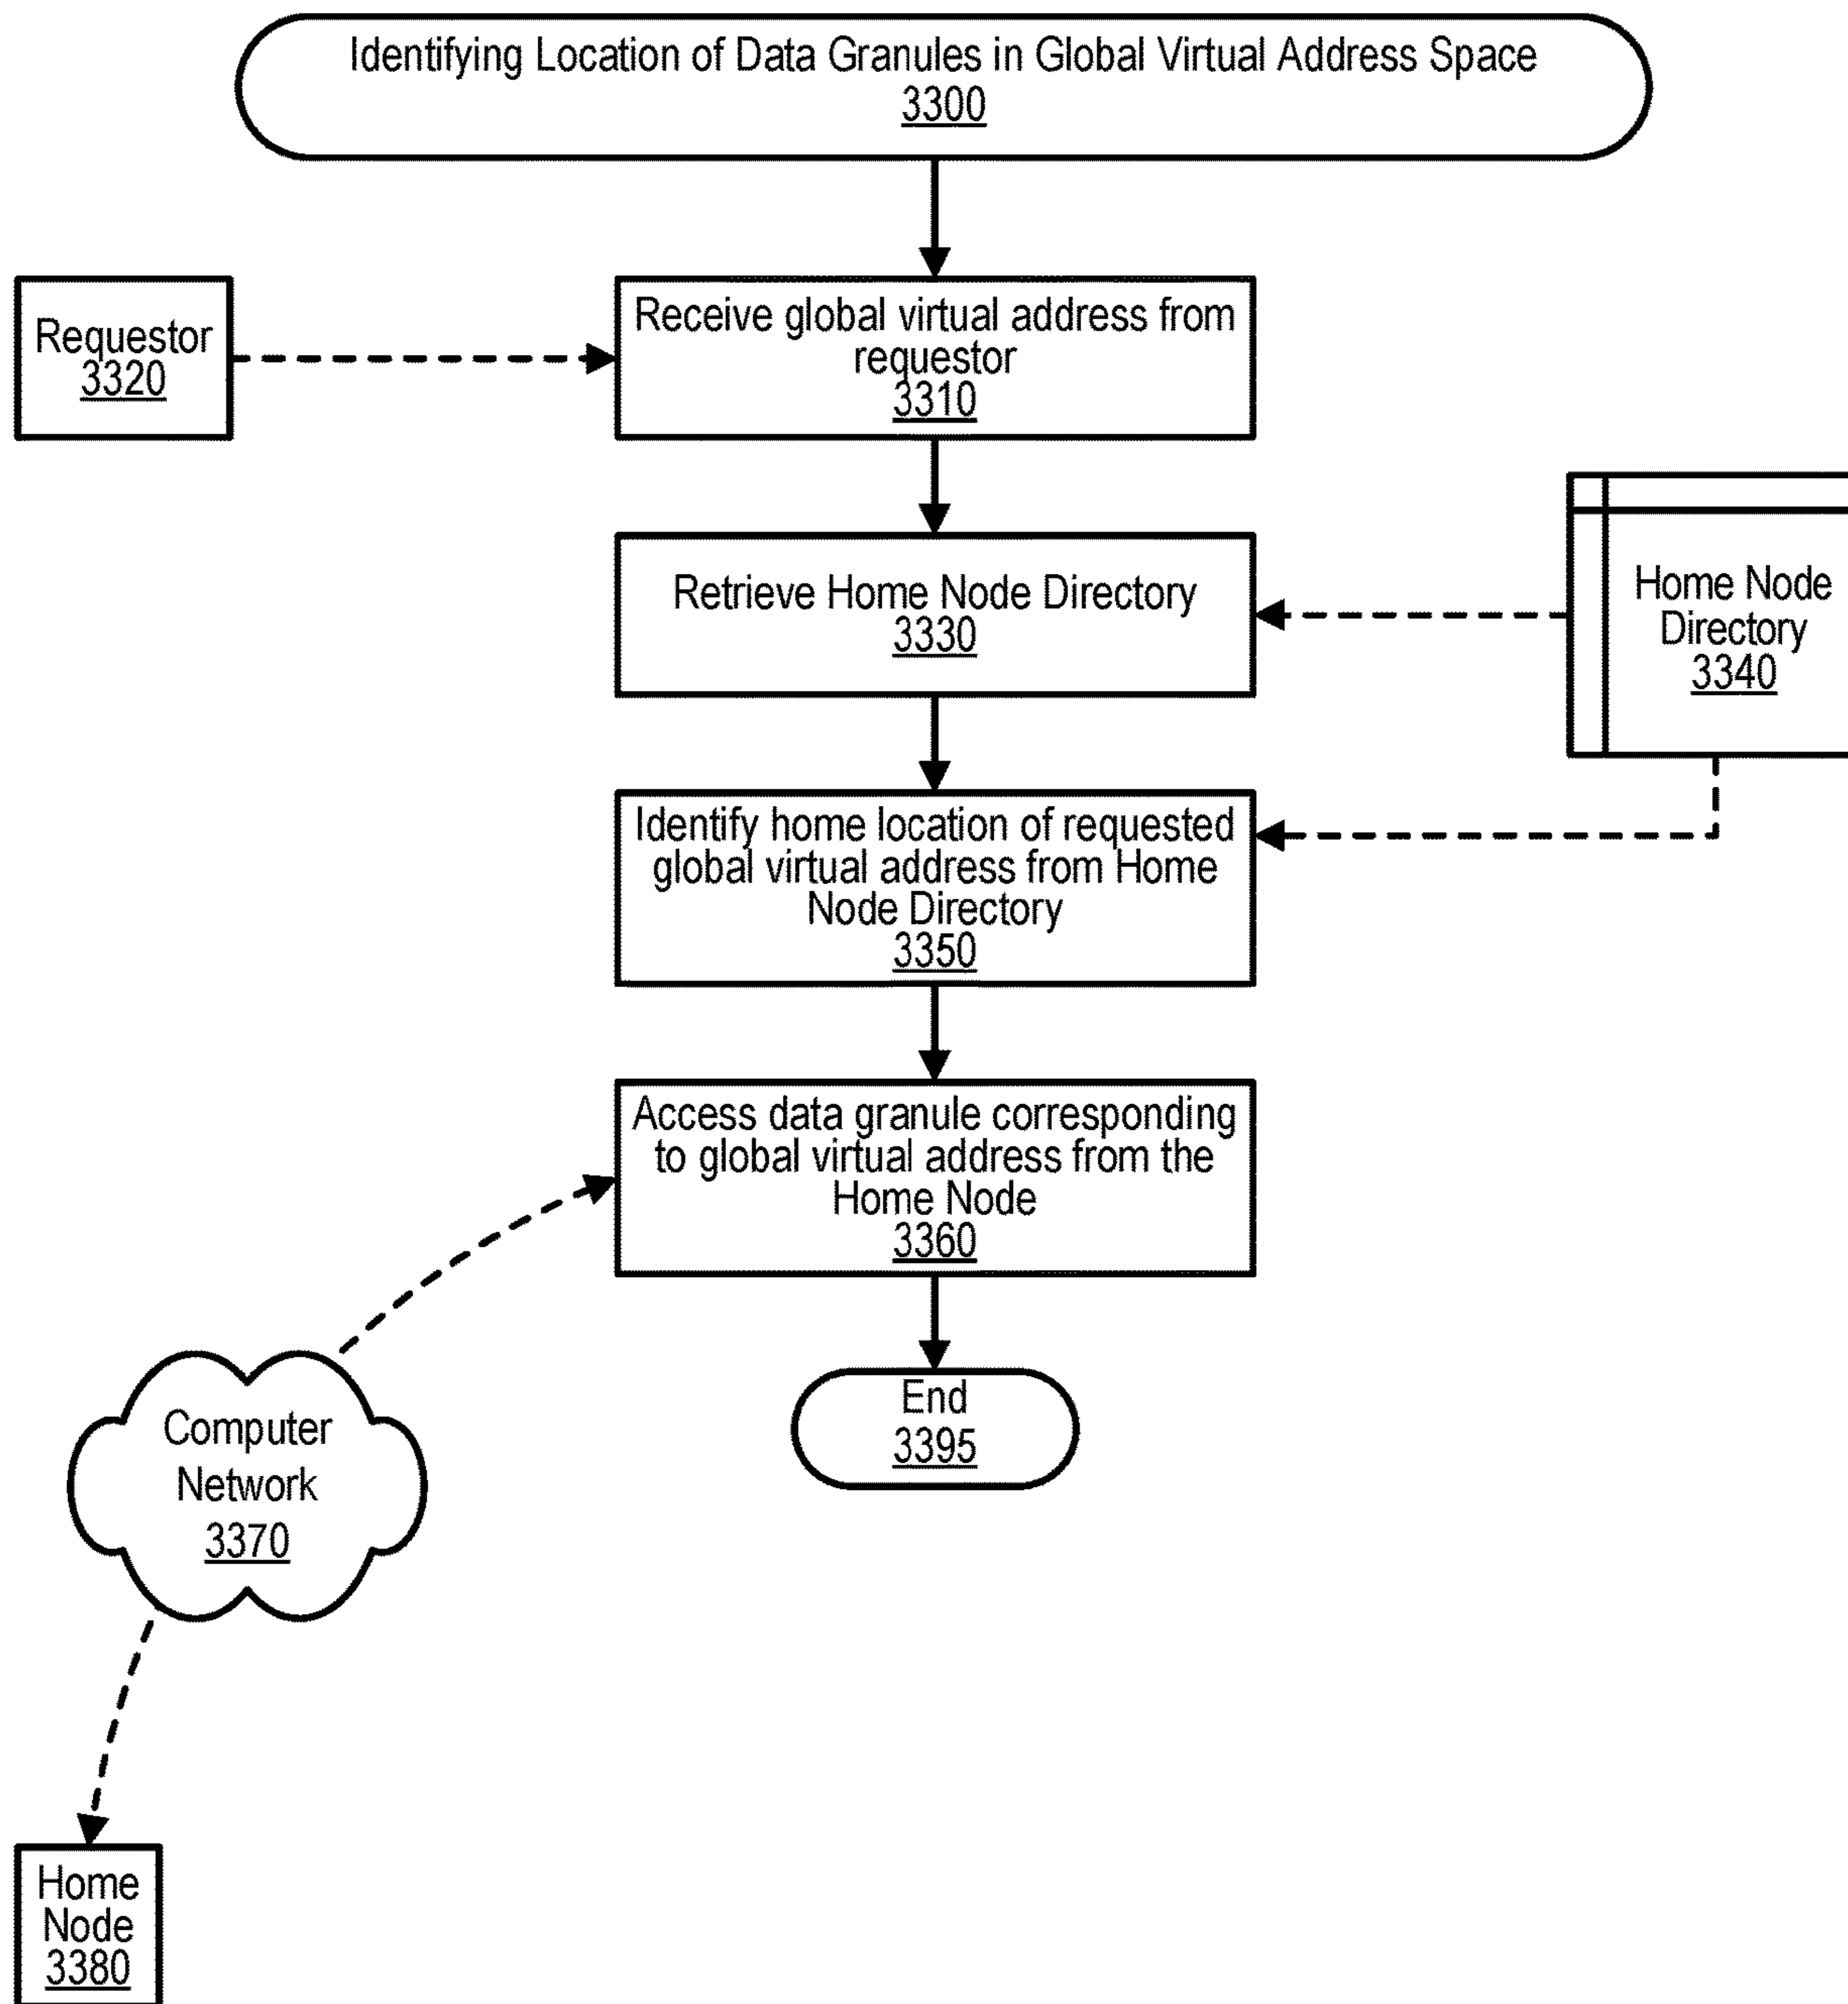 Identifying Location of Data Granules in Global Virtual Address Space
3300
Requestor
3320
Receive global virtual address from
requestor
3310
Retrieve Home Node Directory
3330
Home Node
Directory
3340
Identify home location of requested
global virtual address from Home
Node Directory
3350
Access data granule corresponding
to global virtual address from the
Home Node
3360
End
3395
Computer
Network
3370
Home
Node
3380